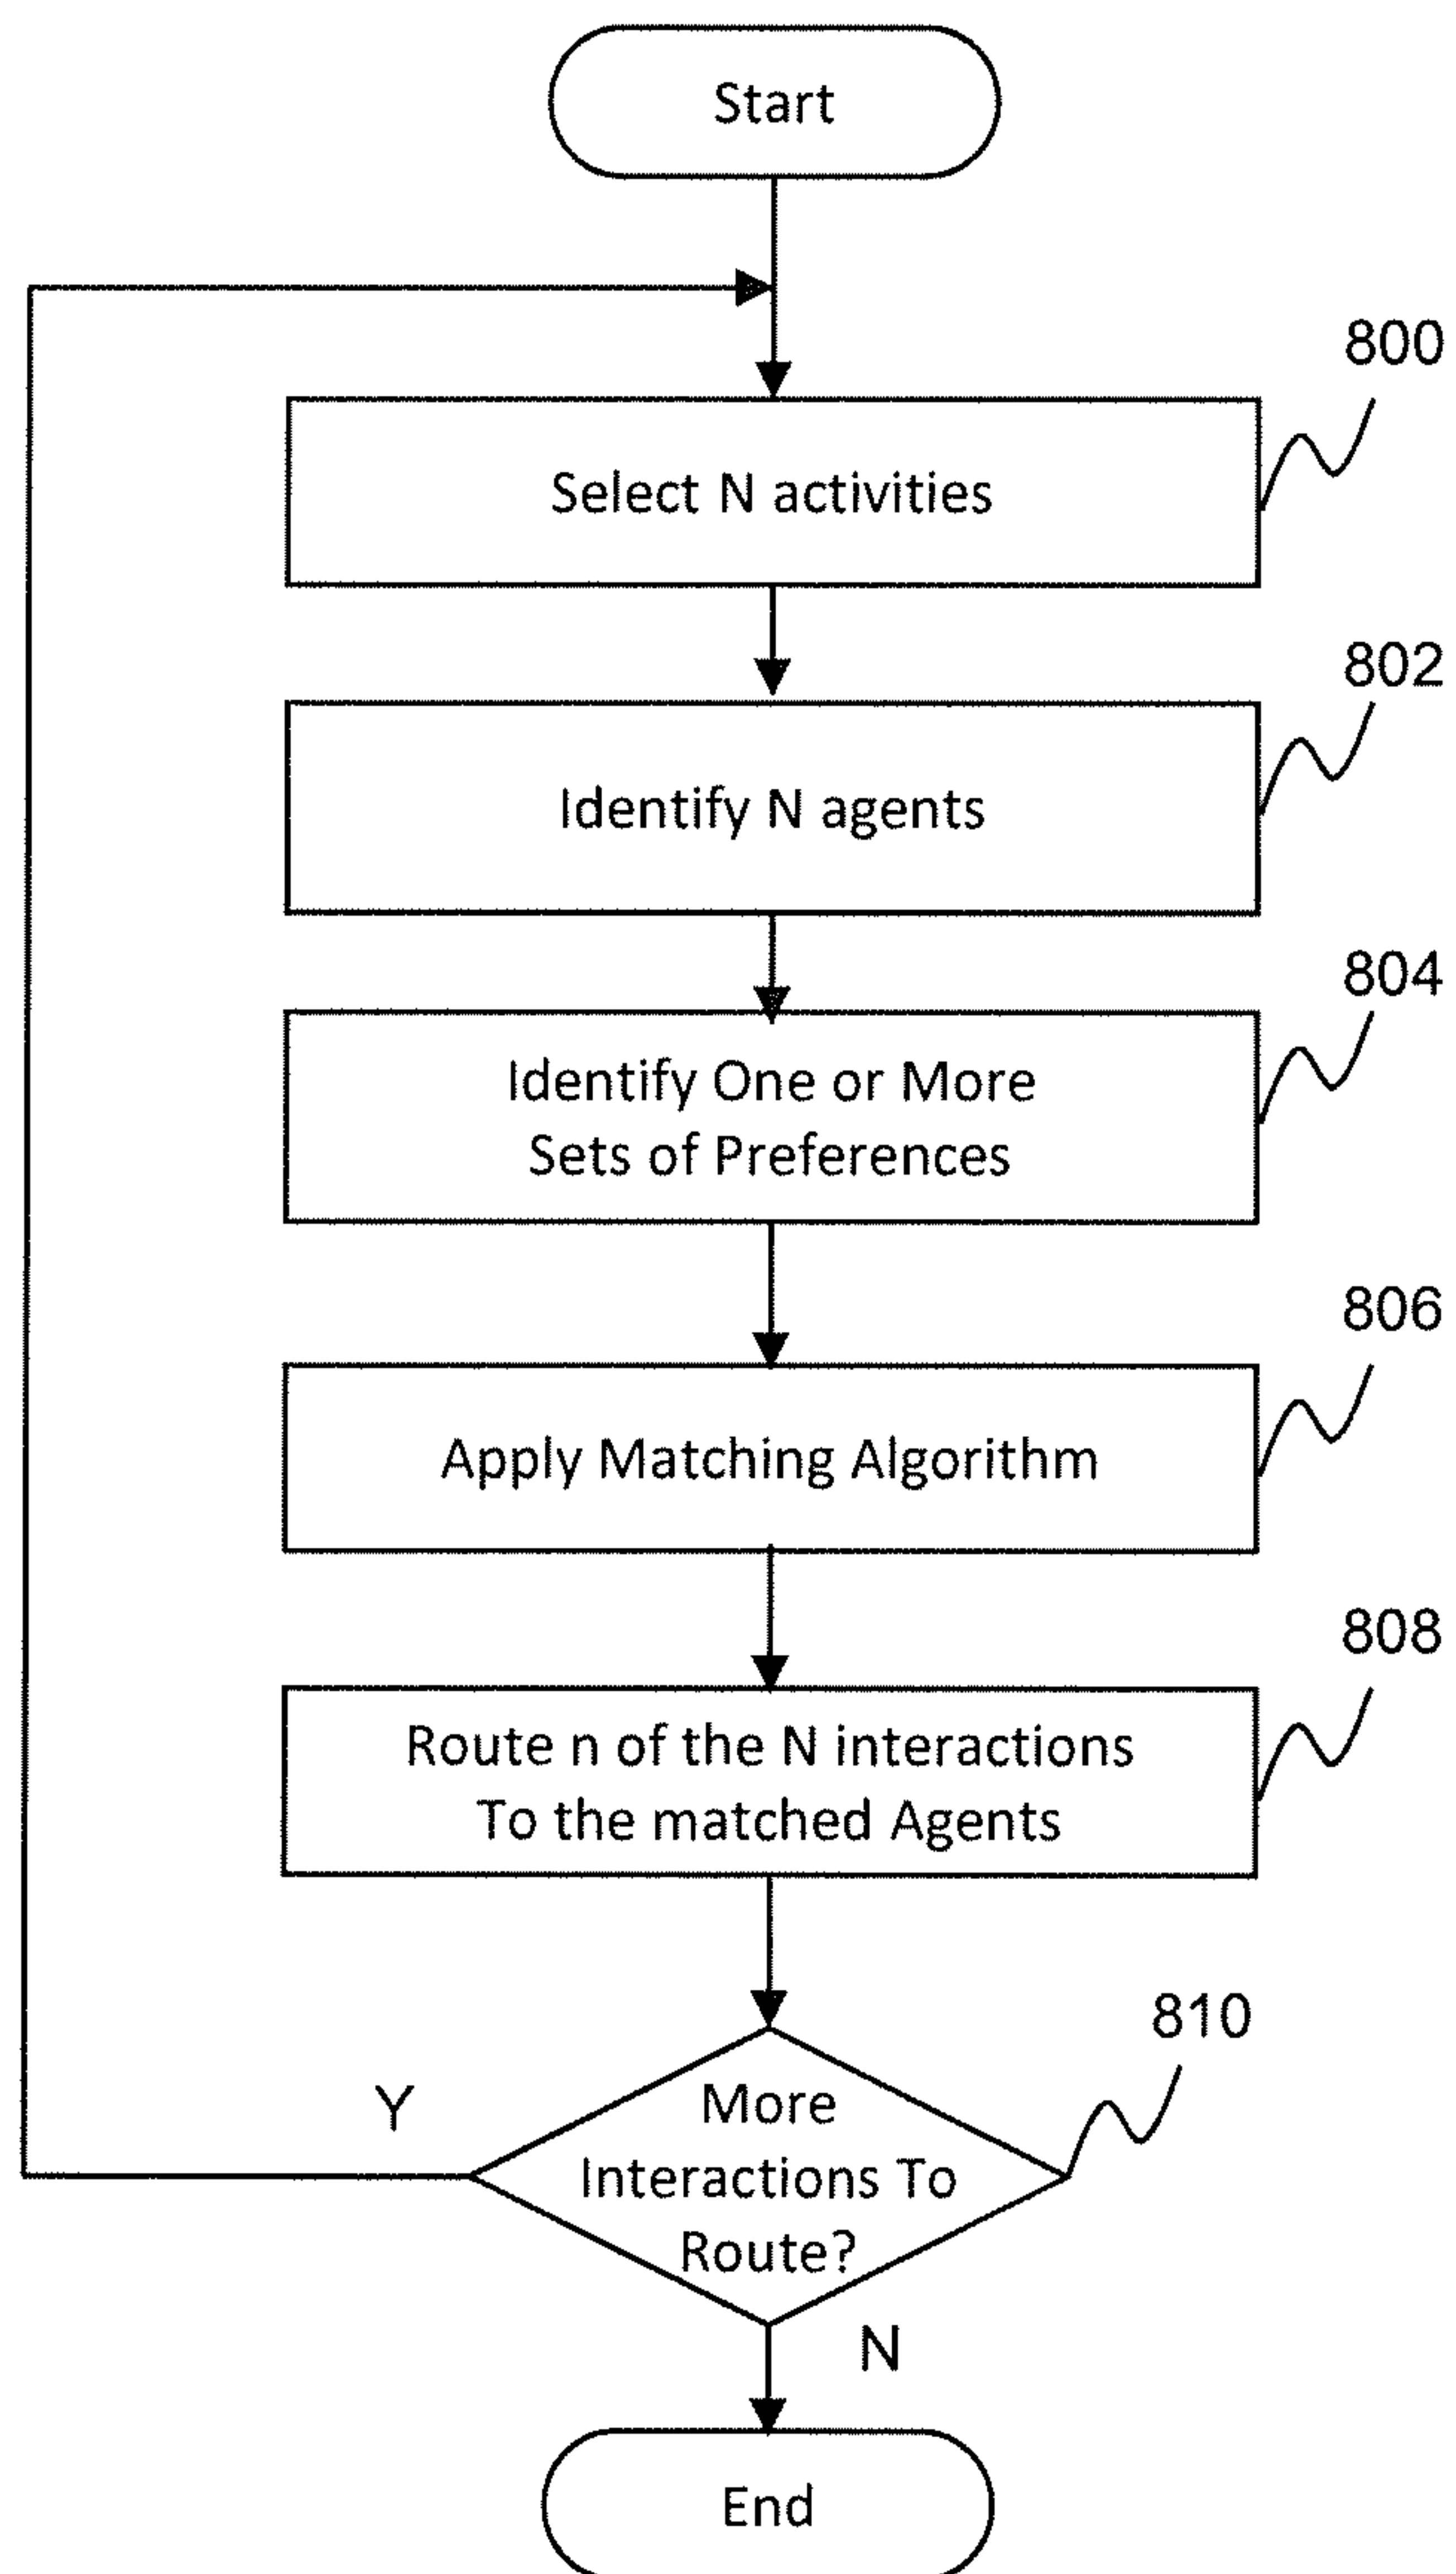 Start
800
Select N activities
802
Identify N agents
804
Identify One or More
Sets of Preferences
806
Apply Matching Algorithm
808
Route n of the N interactions
To the matched Agents
810
Y
More
Interactions To
Route?
N
End